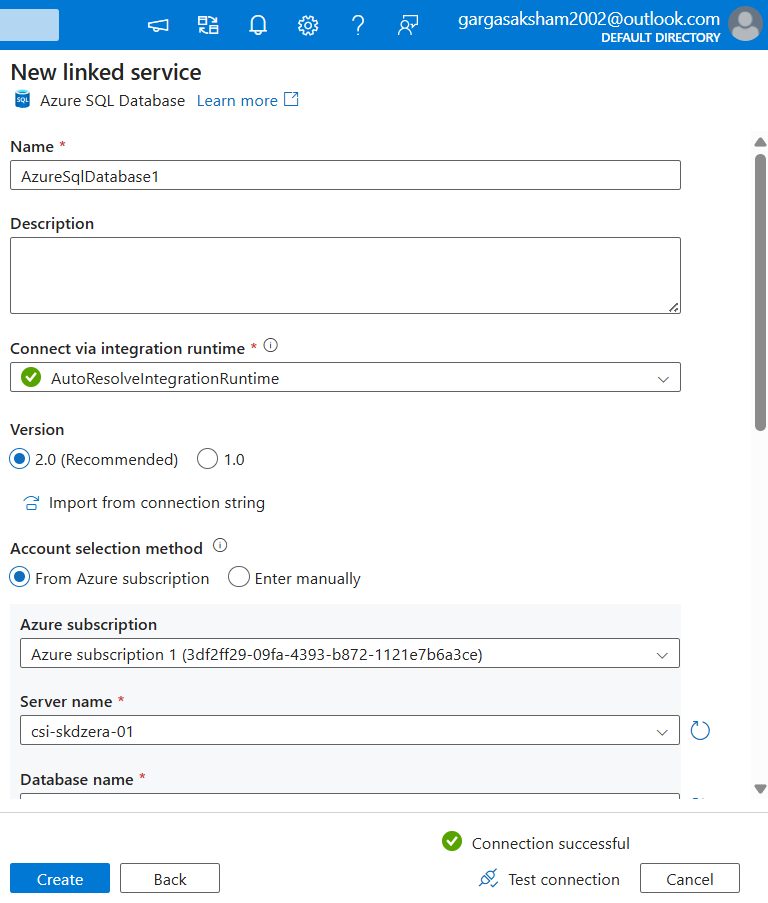 gargasaksham2002@outlook.com
DEFAULT DIRECTORY
New linked service
SQL Azure SQL Database Learn more
Name *
AzureSqlDatabase1
Description
Connect via integration runtime *
AutoResolveIntegrationRuntime
Version
2.0 (Recommended) 1.0
Import from connection string
Account selection method
From Azure subscription Enter manually
Azure subscription
Azure subscription 1 (3df2ff29-09fa-4393-b872-1121e7b6a3ce)
Server name *
csi-skdzera-01
Database name *
Connection successful
Create Back Test connection Cancel